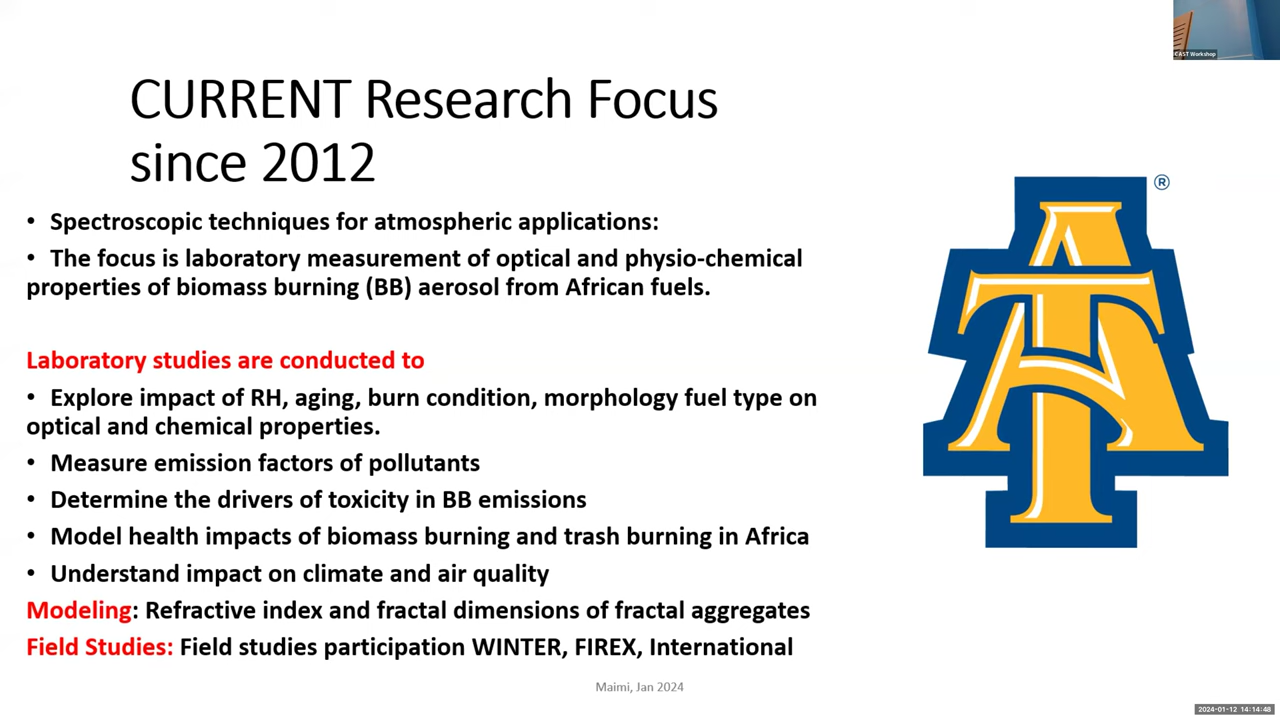 CAST Workshop
CURRENT Research Focus
since 2012
• Spectroscopic techniques for atmospheric applications:
• The focus is laboratory measurement of optical and physio-chemical
properties of biomass burning (BB) aerosol from African fuels.
Laboratory studies are conducted to
• Explore impact of RH, aging, burn condition, morphology fuel type on
optical and chemical properties.
• Measure emission factors of pollutants
• Determine the drivers of toxicity in BB emissions
• Model health impacts of biomass burning and trash burning in Africa
• Understand impact on climate and air quality
Modeling: Refractive index and fractal dimensions of fractal aggregates
Field Studies: Field studies participation WINTER, FIREX, International
A T
®
Maimi, Jan 2024
2024-01-12 14:14:48